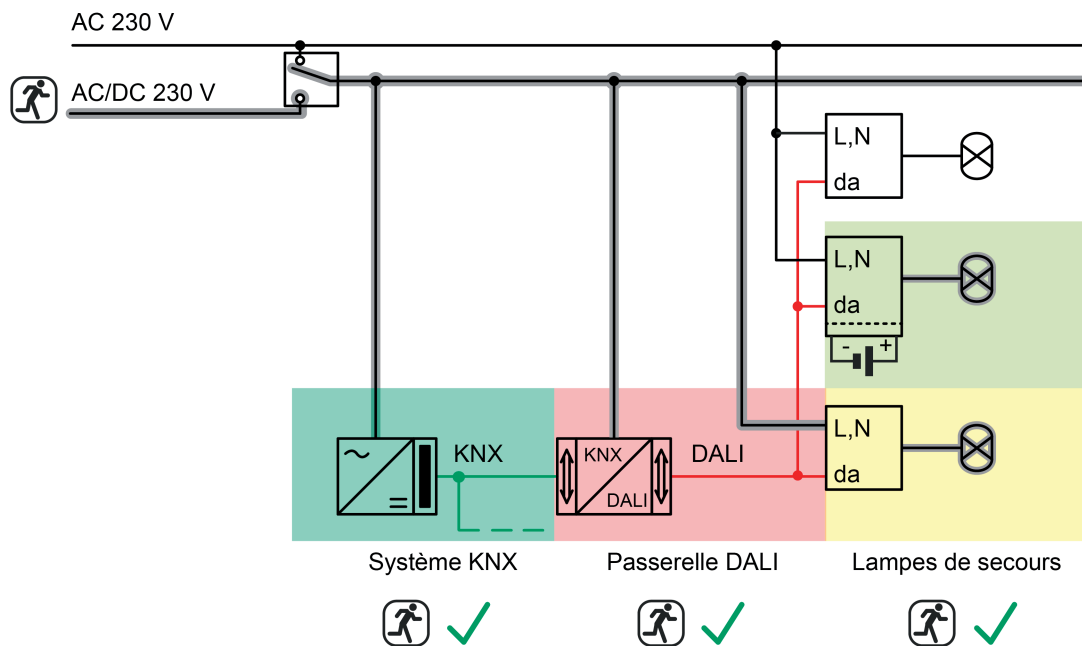 AC 230 V
AC/DC 230 V
L,N
da
L,N
da
- +
L,N
da
KNX
KNX
DALI
DALI
Système KNX
Passerelle DALI
Lampes de secours